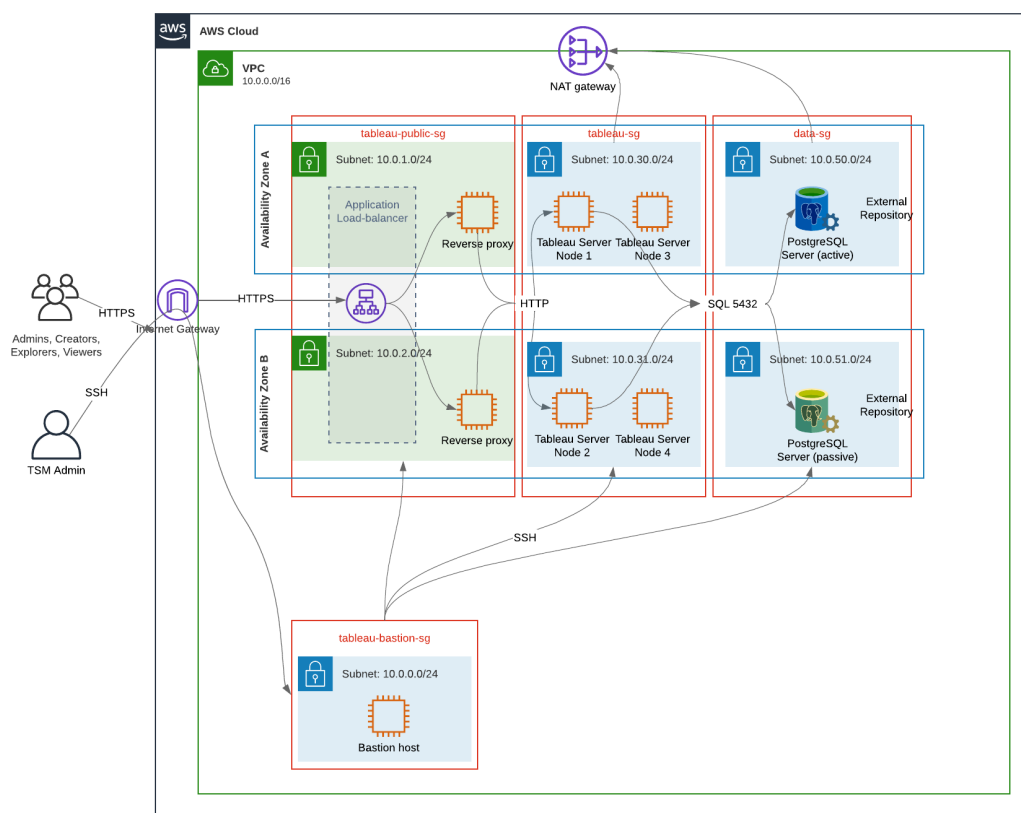 aws
AWS Cloud
VPC
10.0.0.0/16
NAT gateway
tableau-public-sg
tableau-sg
data-sg
Availability Zone A
Subnet: 10.0.1.0/24
Subnet: 10.0.30.0/24
Subnet: 10.0.50.0/24
Application
Load-balancer
Reverse proxy
Tableau Server
Node 1
Tableau Server
Node 3
PostgreSQL
Server (active)
External
Repository
HTTPS
Internet Gateway
HTTPS
HTTP
SQL 5432
Admins, Creators,
Explorers, Viewers
SSH
TSM Admin
Availability Zone B
Subnet: 10.0.2.0/24
Subnet: 10.0.31.0/24
Subnet: 10.0.51.0/24
Reverse proxy
Tableau Server
Node 2
Tableau Server
Node 4
PostgreSQL
Server (passive)
External
Repository
SSH
tableau-bastion-sg
Subnet: 10.0.0.0/24
Bastion host